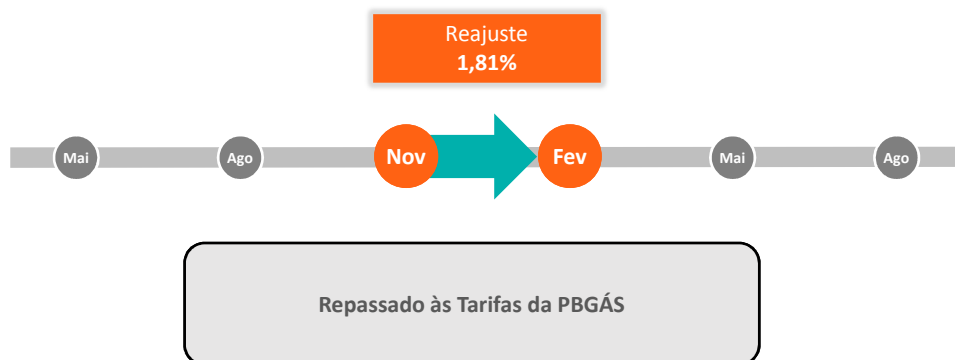 Reajuste
1,81%
Mai
Ago
Nov
Fev
Mai
Ago
Repassado às Tarifas da PBGÁS